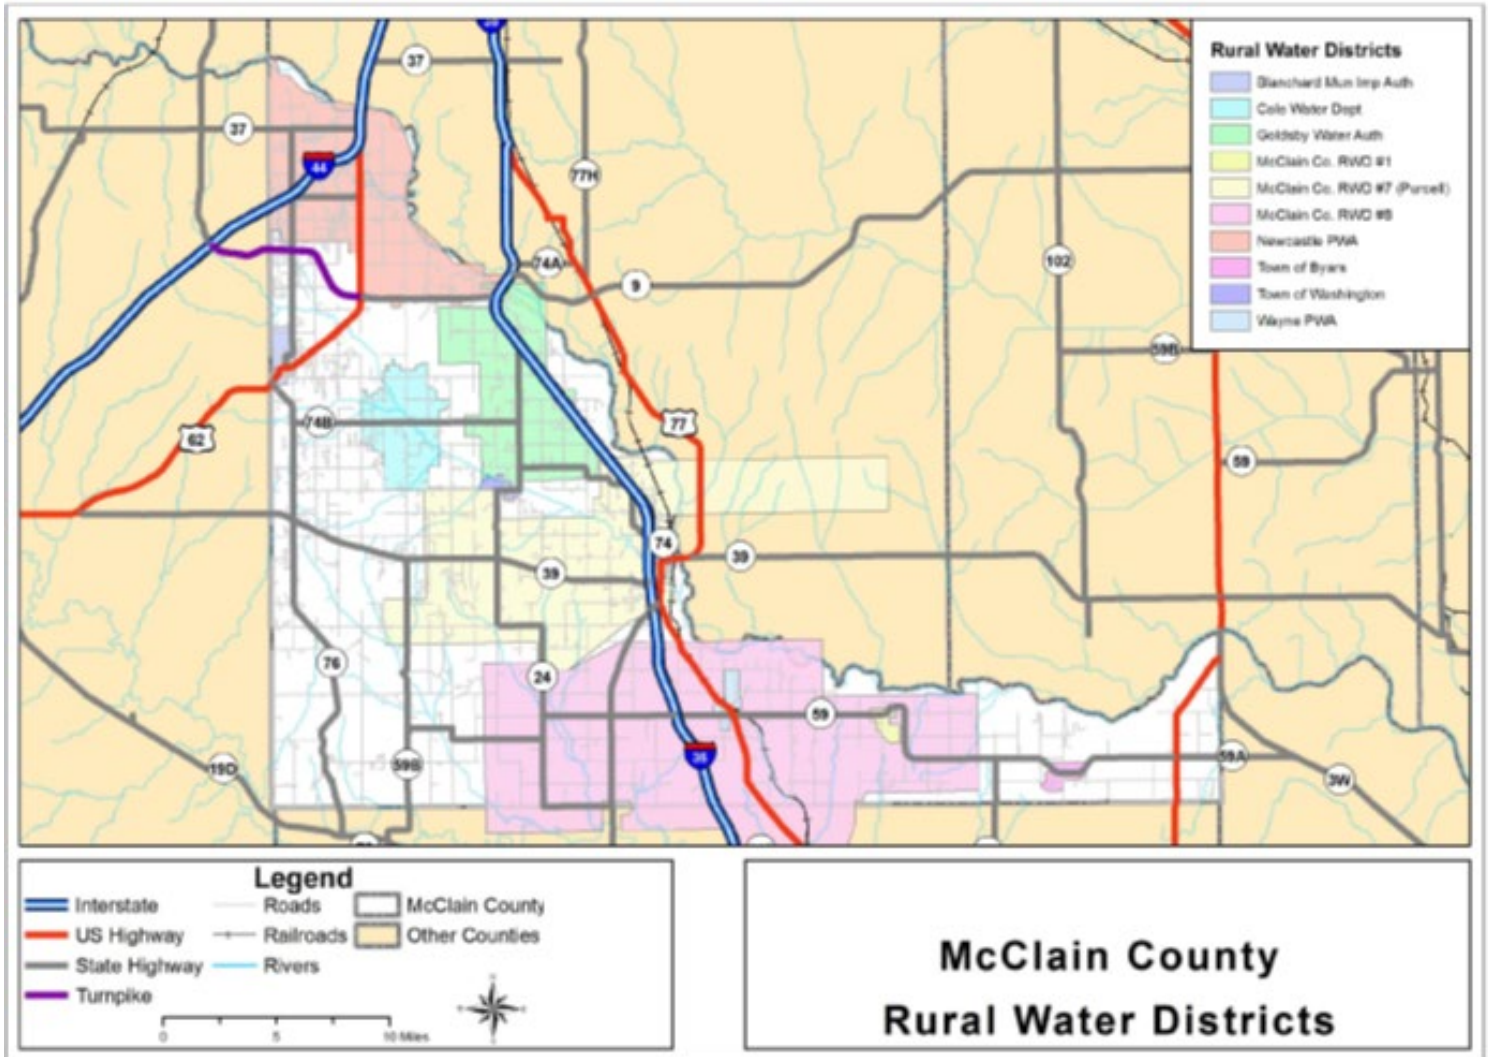 37
37
44
77H
74A
9
102
59B
62
74B
77
59
74
39
39
76
24
59
59B
19D
35
59A
3W
Rural Water Districts
Blanchard Mun Imp Auth
Cole Water Dept
Goldsby Water Auth
McClain Co. RWD #1
McClain Co. RWD #7 (Purcell)
McClain Co. RWD #8
Newcastle PWA
Town of Byars
Town of Washington
Wayne PWA
Legend
Interstate
US Highway
State Highway
Turnpike
Roads
Railroads
Rivers
McClain County
Other Counties
0 5 10 Miles
McClain County
Rural Water Districts